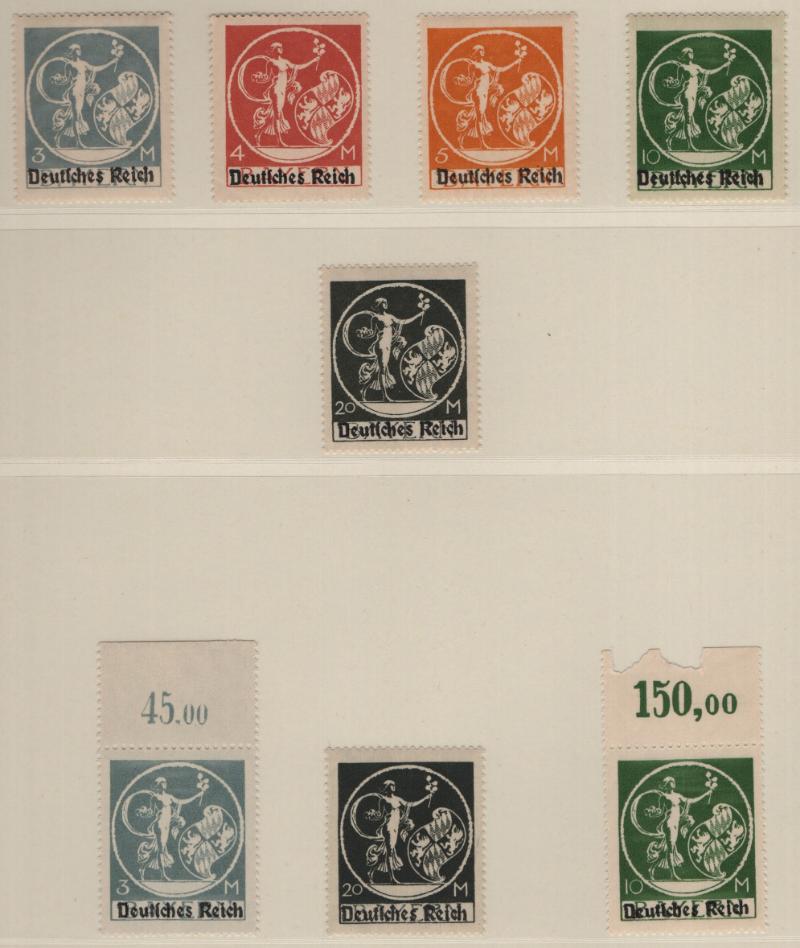 3 M
Deutſches Reich
4 M
Deutſches Reich
5 M
Deutſches Reich
10 M
Deutſches Reich
20 M
Deutſches Reich
45.00
3 M
Deutſches Reich
20 M
Deutſches Reich
150,00
10 M
Deutſches Reich